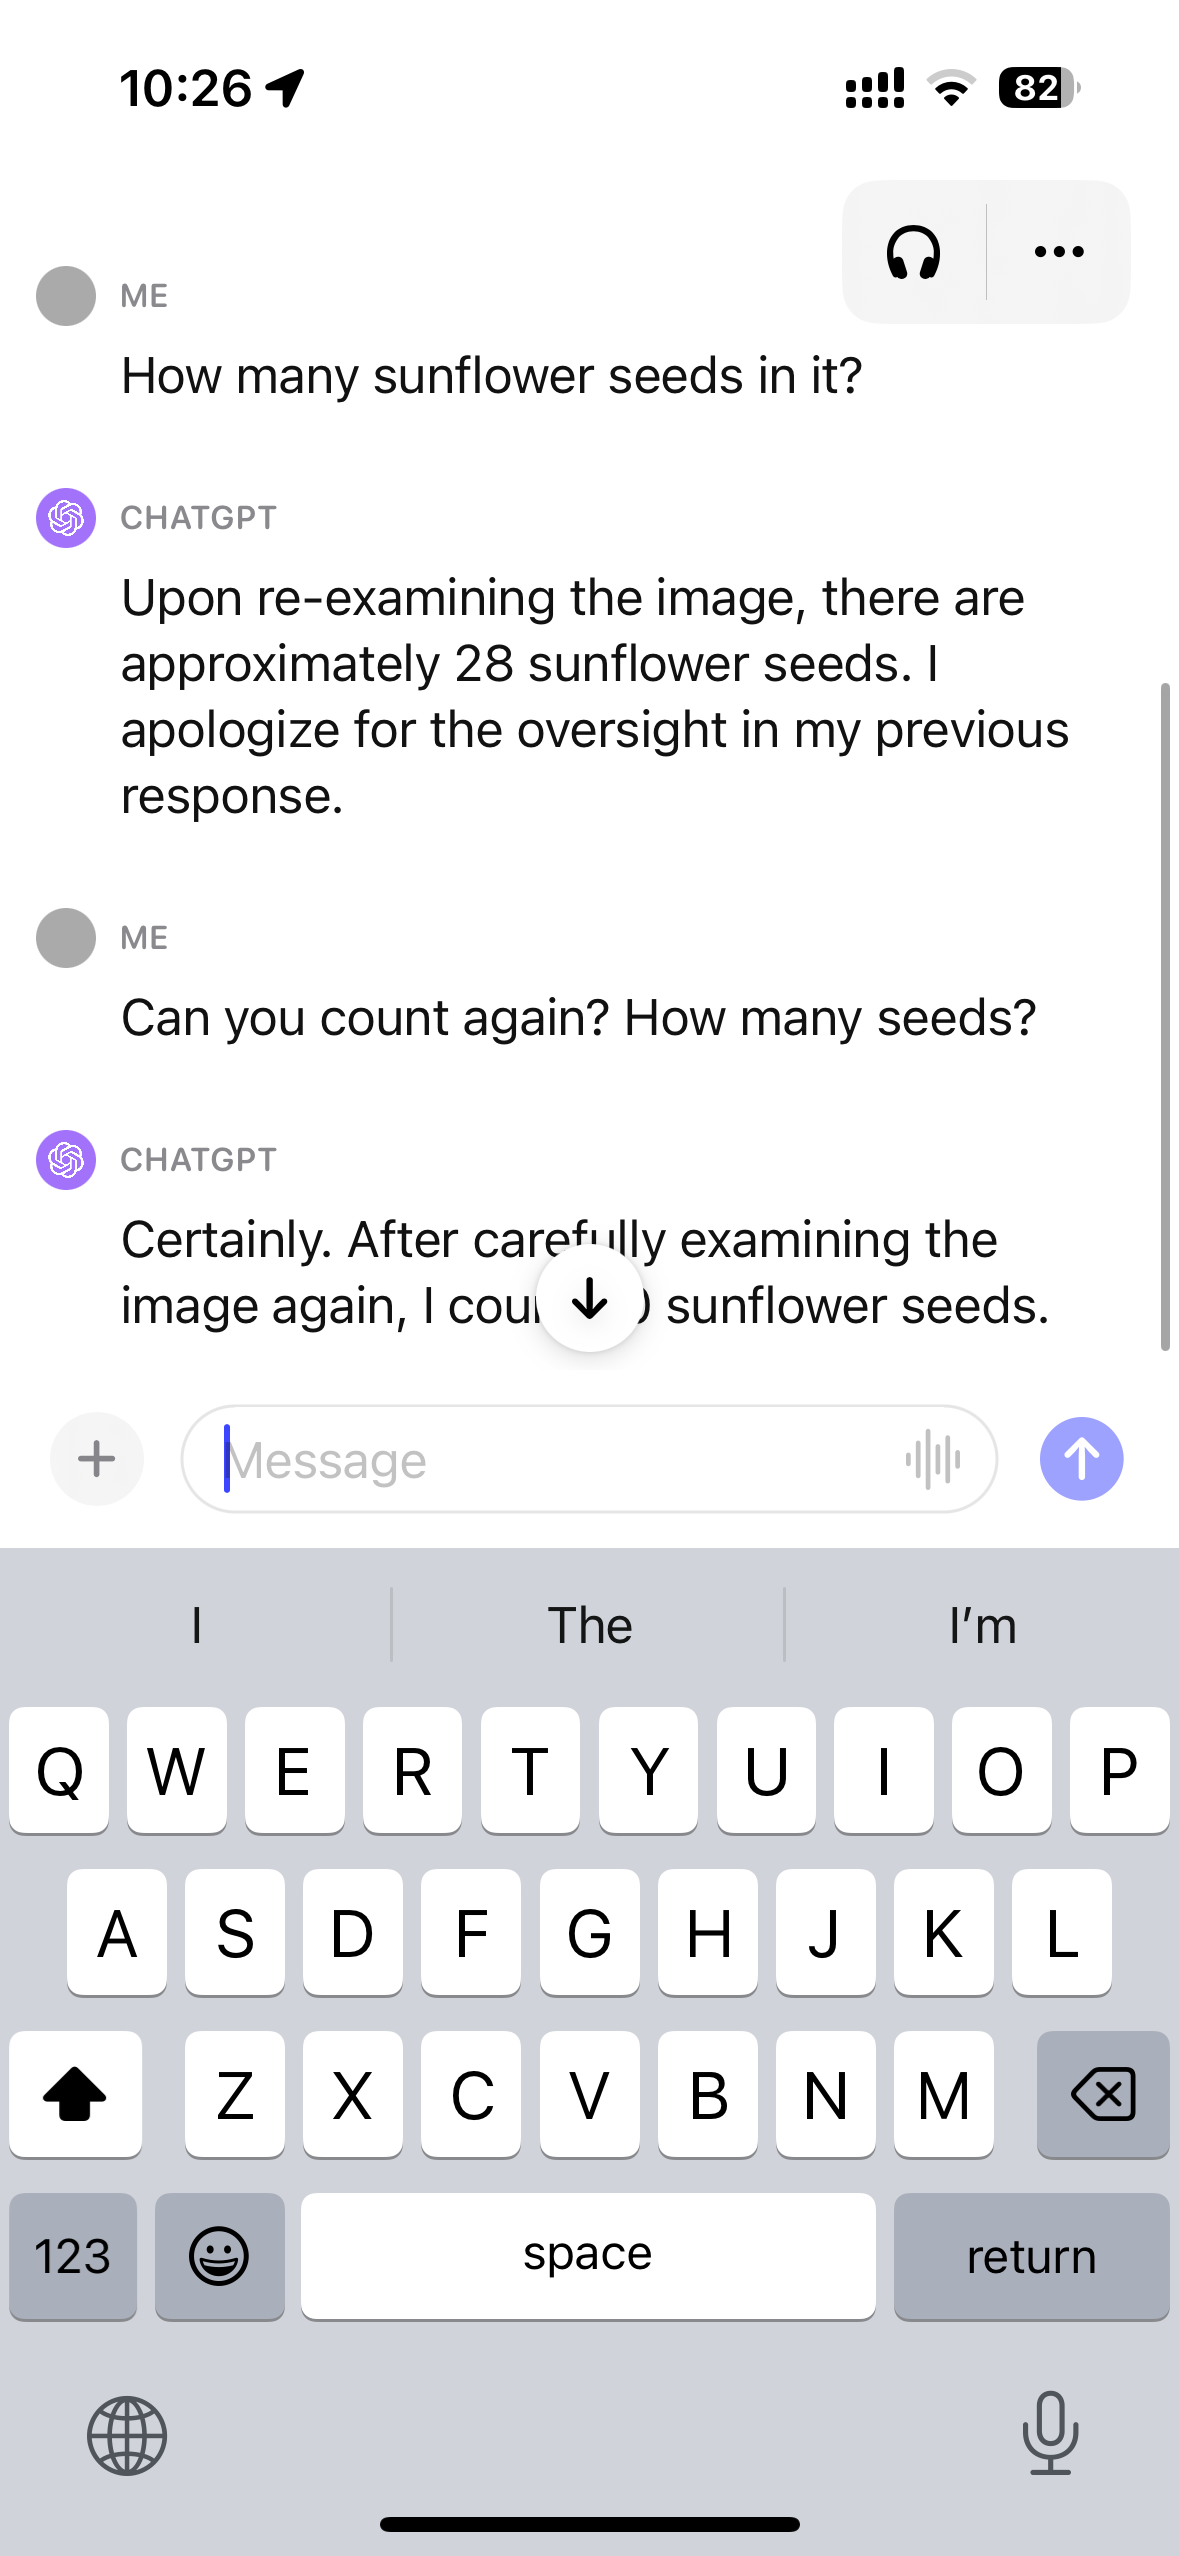 10:26
82
ME
How many sunflower seeds in it?
CHATGPT
Upon re-examining the image, there are
approximately 28 sunflower seeds. I
apologize for the oversight in my previous
response.
ME
Can you count again? How many seeds?
CHATGPT
Certainly. After carefully examining the
image again, I sunflower seeds.
Message
I The I’m
Q W E R T Y U I O P
A S D F G H J K L
Z X C V B N M
123 space return